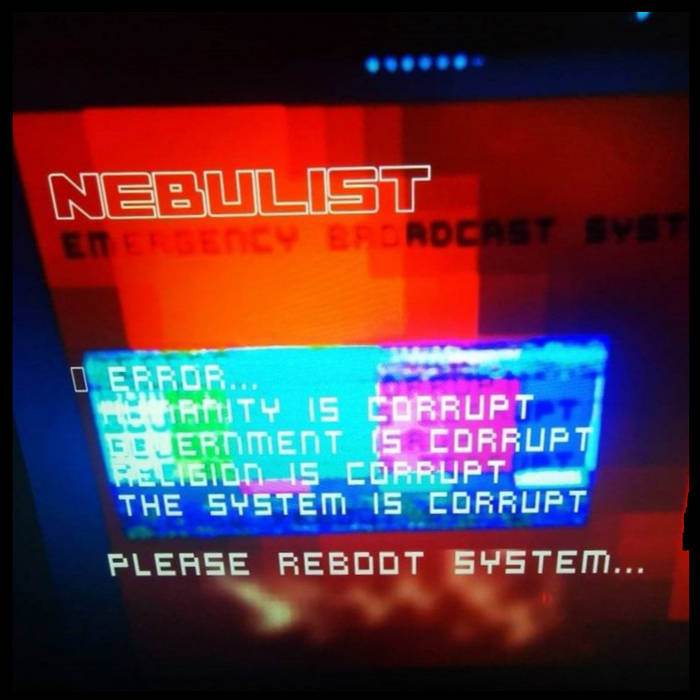 NEBULIST
EMERGENCY BROADCAST SYST
ERROR...
HUMANITY IS CORRUPT
GOVERNMENT IS CORRUPT
RELIGION IS CORRUPT
THE SYSTEM IS CORRUPT
PLEASE REBOOT SYSTEM...